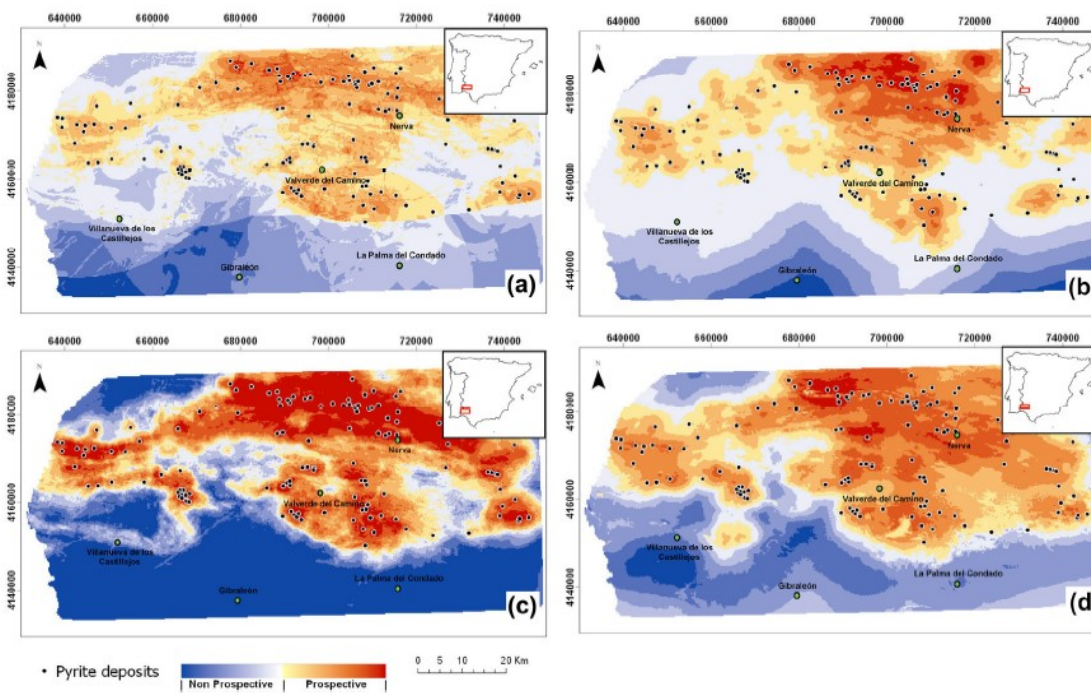 640000 660000 680000 700000 720000 740000
N
4180000
4160000
4140000
Nerva
Valverde del Camino
Villanueva de los
Castillejos
La Palma del Condado
Gibraleón
(a)
640000 660000 680000 700000 720000 740000
N
4180000
4160000
4140000
Nerva
Valverde del Camino
Villanueva de los
Castillejos
La Palma del Condado
Gibraleón
(b)
640000 660000 680000 700000 720000 740000
N
4180000
4160000
4140000
Nerva
Valverde del Camino
Villanueva de los
Castillejos
La Palma del Condado
Gibraleón
(c)
640000 660000 680000 700000 720000 740000
N
4180000
4160000
4140000
Nerva
Valverde del Camino
Villanueva de los
Castillejos
La Palma del Condado
Gibraleón
(d)
Pyrite deposits
Non Prospective
Prospective
0 5 10 20 Km